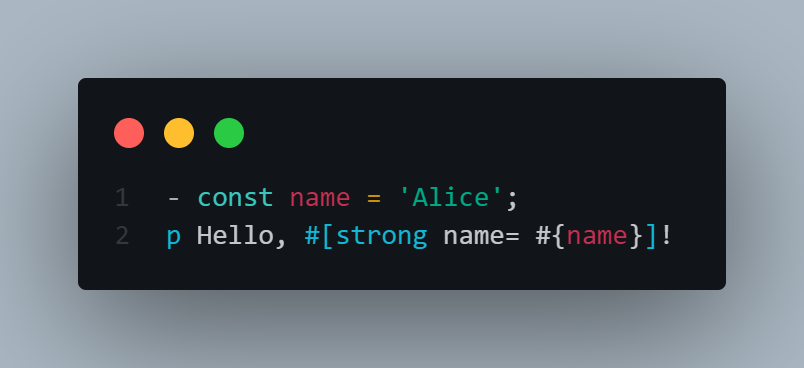 1 - const name = 'Alice';
2 p Hello, #[strong name= #{name}]!